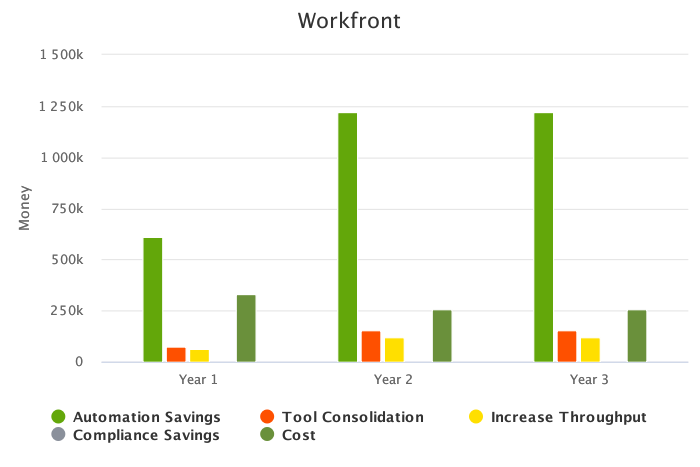 Workfront
1 500k
1 250k
1 000k
750k
500k
250k
0
Money
Year 1 Year 2 Year 3
Automation Savings Tool Consolidation Increase Throughput
Compliance Savings Cost